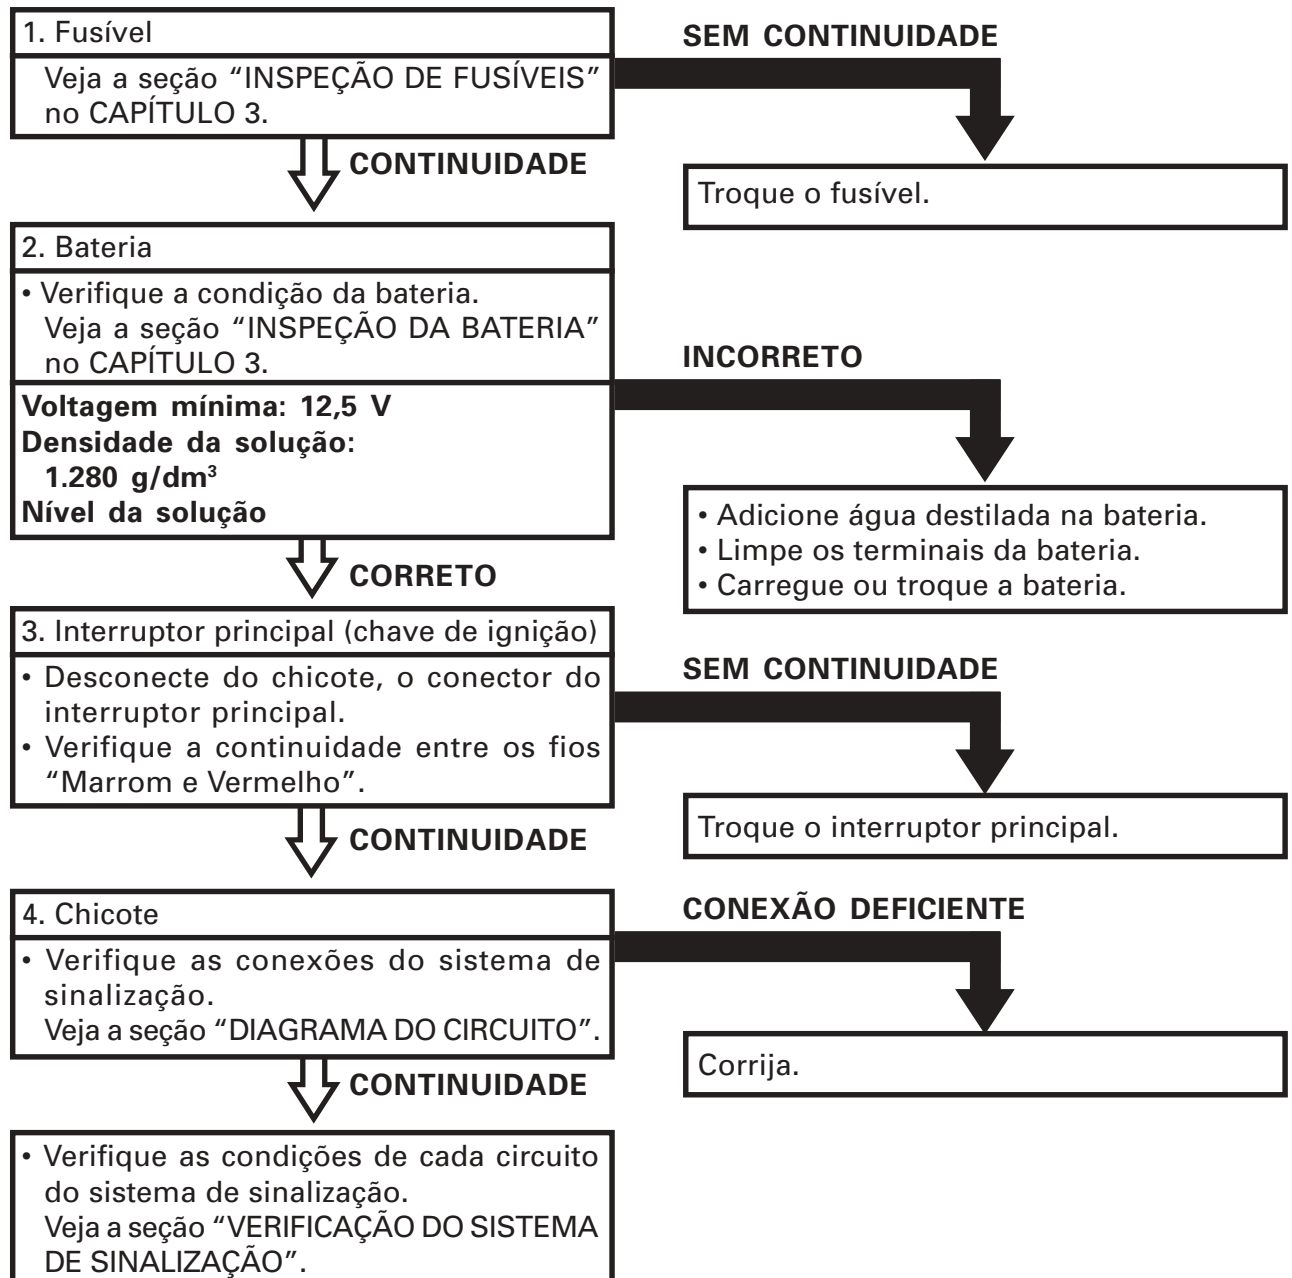 1. Fusível
SEM CONTINUIDADE
Veja a seção “INSPEÇÃO DE FUSÍVEIS”
no CAPÍTULO 3.
CONTINUIDADE
Troque o fusível.
2. Bateria
• Verifique a condição da bateria.
Veja a seção “INSPEÇÃO DA BATERIA”
no CAPÍTULO 3.
INCORRETO
Voltagem mínima: 12,5 V
Densidade da solução:
1.280 g/dm³
Nível da solução
• Adicione água destilada na bateria.
• Limpe os terminais da bateria.
• Carregue ou troque a bateria.
CORRETO
3. Interruptor principal (chave de ignição)
SEM CONTINUIDADE
• Desconecte do chicote, o conector do
interruptor principal.
• Verifique a continuidade entre os fios
“Marrom e Vermelho”.
Troque o interruptor principal.
CONTINUIDADE
4. Chicote
CONEXÃO DEFICIENTE
• Verifique as conexões do sistema de
sinalização.
Veja a seção “DIAGRAMA DO CIRCUITO”.
Corrija.
CONTINUIDADE
• Verifique as condições de cada circuito
do sistema de sinalização.
Veja a seção “VERIFICAÇÃO DO SISTEMA
DE SINALIZAÇÃO”.